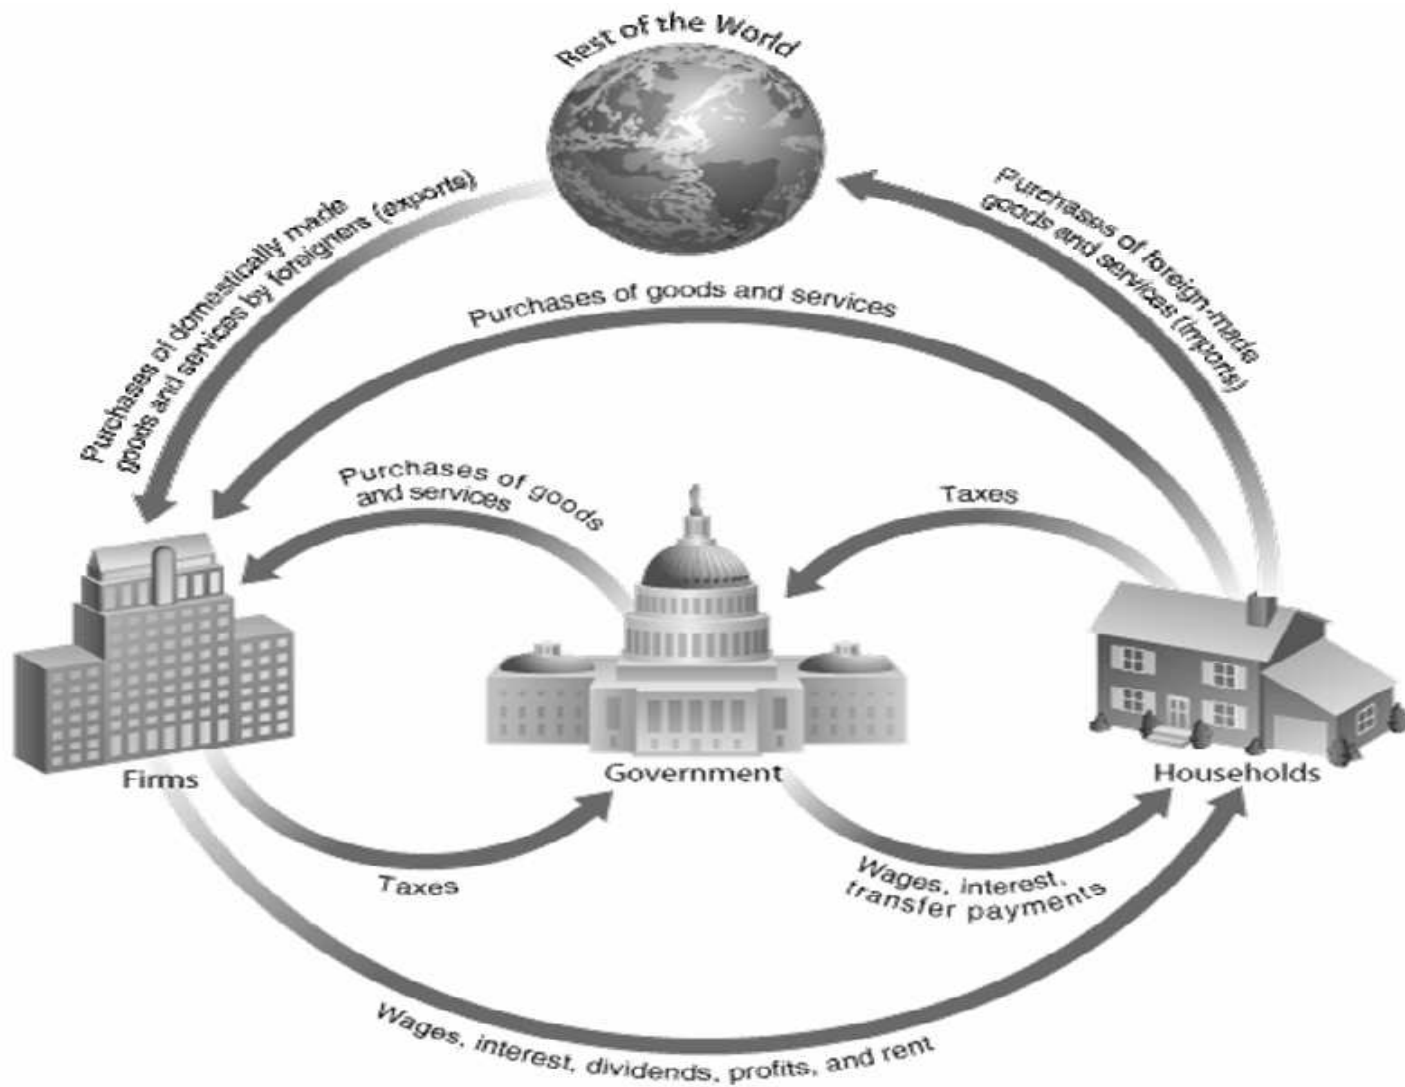 Rest of the World
Purchases of domestically made
goods and services by foreigners (exports)
Purchases of foreign-made
goods and services (imports)
Purchases of goods and services
Purchases of goods
and services
Taxes
Firms
Government
Households
Taxes
Wages, interest,
transfer payments
Wages, interest, dividends, profits, and rent